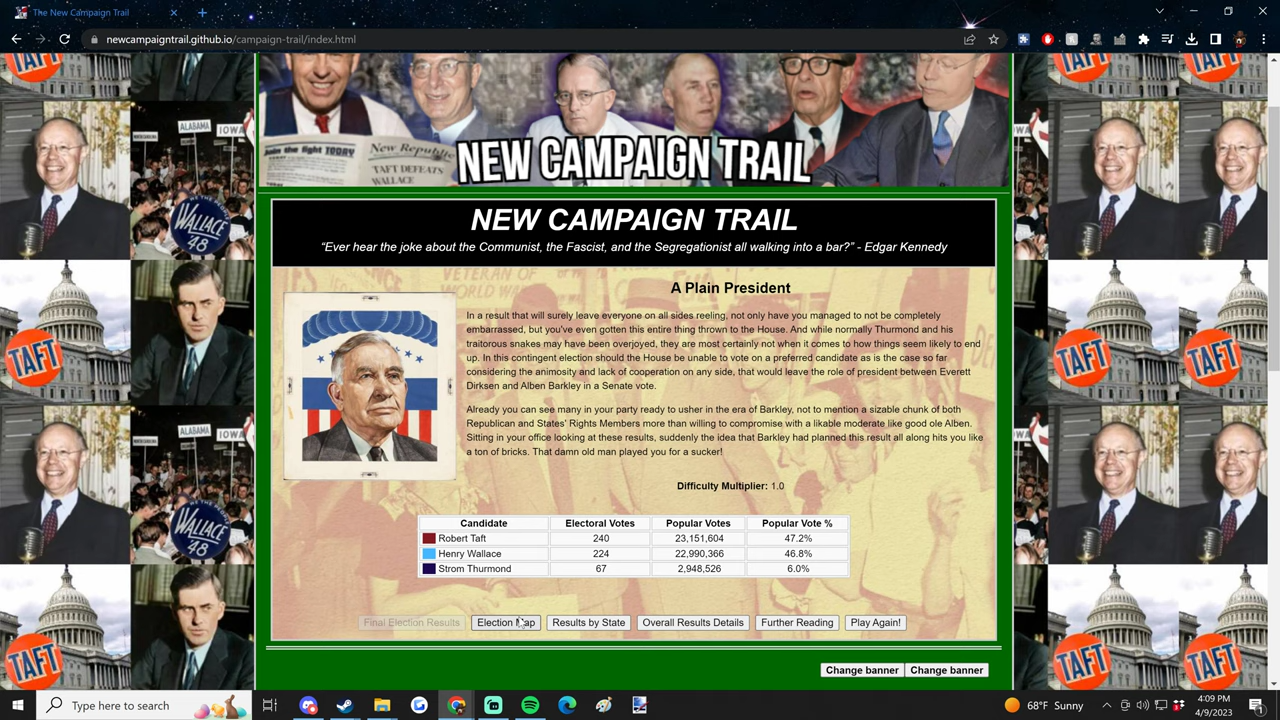 The New Campaign Trail
newcampaigntrail.github.io/campaign-trail/index.html
TAFT
ALABAMA
IOWA
WALLACE '48
Join the fight TODAY
New Republic
TAFT DEFEATS
WALLACE
NEW CAMPAIGN TRAIL
NEW CAMPAIGN TRAIL
“Ever hear the joke about the Communist, the Fascist, and the Segregationist all walking into a bar?” - Edgar Kennedy
A Plain President
In a result that will surely leave everyone on all sides reeling, not only have you managed to not be completely
embarrassed, but you've even gotten this entire thing thrown to the House. And while normally Thurmond and his
traitorous snakes may have been overjoyed, they are most certainly not when it comes to how things seem likely to end
up. In this contingent election should the House be unable to vote on a preferred candidate as is the case so far
considering the animosity and lack of cooperation on any side, that would leave the role of president between Everett
Dirksen and Alben Barkley in a Senate vote.
Already you can see many in your party ready to usher in the era of Barkley, not to mention a sizable chunk of both
Republican and States' Rights Members more than willing to compromise with a likable moderate like good ole Alben.
Sitting in your office looking at these results, suddenly the idea that Barkley had planned this result all along hits you like
a ton of bricks. That damn old man played you for a sucker!
Difficulty Multiplier: 1.0
Candidate Electoral Votes Popular Votes Popular Vote %
Robert Taft 240 23,151,604 47.2%
Henry Wallace 224 22,990,366 46.8%
Strom Thurmond 67 2,948,526 6.0%
Final Election Results Election Map Results by State Overall Results Details Further Reading Play Again!
Change banner Change banner
Type here to search
68°F Sunny
4:09 PM
4/9/2023